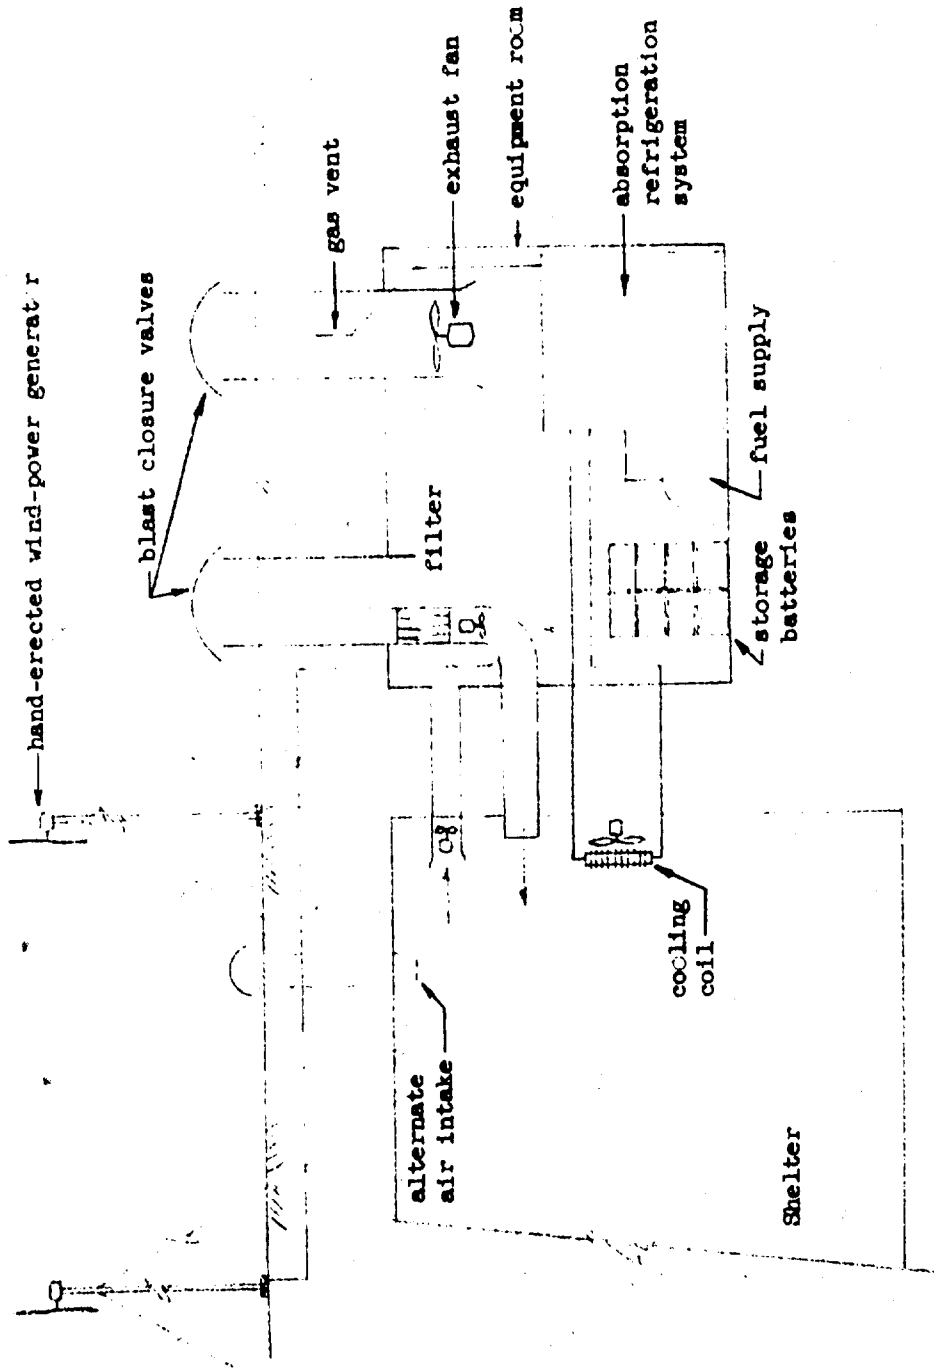 hand-erected wind-power generat r
blast closure valves
gas vent
exhaust fan
equipment room
filter
absorption
refrigeration
system
fuel supply
storage
batteries
cooling
coil
alternate
air intake
Shelter